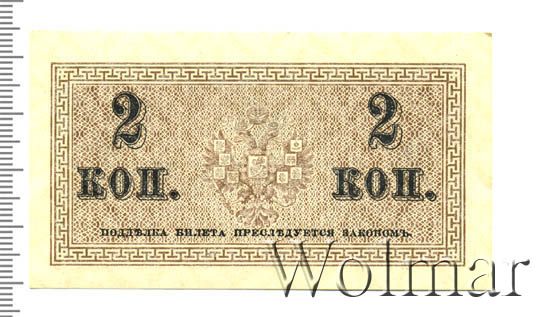 2 2
КОП. КОП.
ПОДДѢЛКА БИЛЕТА ПРЕСЛѢДУЕТСЯ ЗАКОНОМЪ.
Wolmar